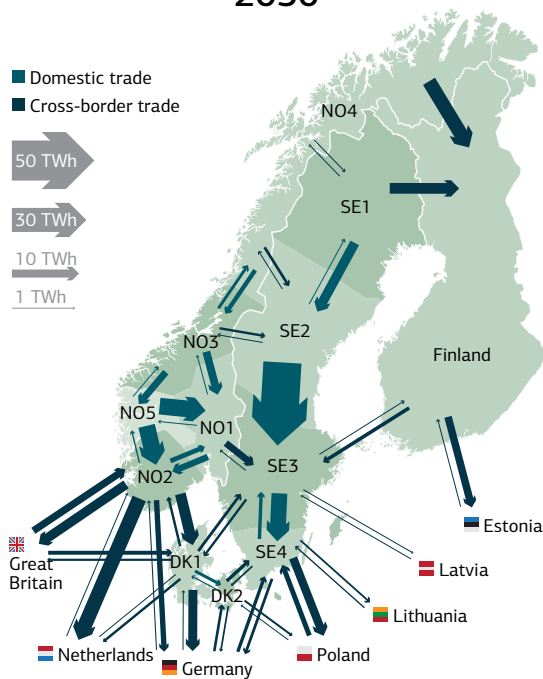 Domestic trade
Cross-border trade
50 TWh
30 TWh
10 TWh
1 TWh
NO4
SE1
SE2
NO3
Finland
NO5
NO1
SE3
NO2
Estonia
Great
Britain
DK1
SE4
Latvia
DK2
Lithuania
Netherlands
Germany
Poland